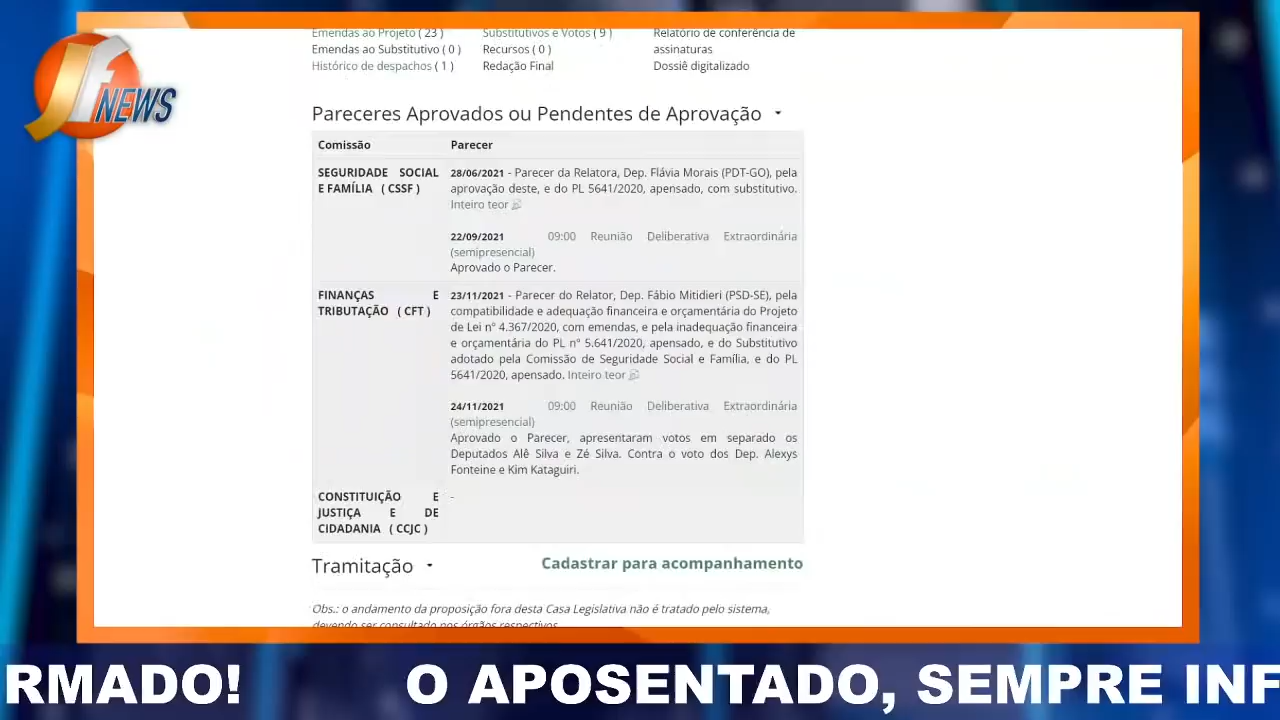 Emendas ao Projeto ( 23 )
Emendas ao Substitutivo ( 0 )
Histórico de despachos ( 1 )
Substitutivos e Votos ( 9 )
Recursos ( 0 )
Redação Final
Relatório de conferência de
assinaturas
Dossiê digitalizado
Jf
NEWS
Pareceres Aprovados ou Pendentes de Aprovação
Comissão Parecer
SEGURIDADE SOCIAL
E FAMÍLIA ( CSSF )
28/06/2021 - Parecer da Relatora, Dep. Flávia Morais (PDT-GO), pela
aprovação deste, e do PL 5641/2020, apensado, com substitutivo.
Inteiro teor
22/09/2021 09:00 Reunião Deliberativa Extraordinária
(semipresencial)
Aprovado o Parecer.
FINANÇAS E
TRIBUTAÇÃO ( CFT )
23/11/2021 - Parecer do Relator, Dep. Fábio Mitidieri (PSD-SE), pela
compatibilidade e adequação financeira e orçamentária do Projeto
de Lei nº 4.367/2020, com emendas, e pela inadequação financeira
e orçamentária do PL nº 5.641/2020, apensado, e do Substitutivo
adotado pela Comissão de Seguridade Social e Família, e do PL
5641/2020, apensado. Inteiro teor
24/11/2021 09:00 Reunião Deliberativa Extraordinária
(semipresencial)
Aprovado o Parecer, apresentaram votos em separado os
Deputados Alê Silva e Zé Silva. Contra o voto dos Dep. Alexys
Fonteine e Kim Kataguiri.
CONSTITUIÇÃO E
JUSTIÇA E DE
CIDADANIA ( CCJC )
-
Tramitação Cadastrar para acompanhamento
Obs.: o andamento da proposição fora desta Casa Legislativa não é tratado pelo sistema,
devendo ser consultado nos órgãos respectivos.
RMADO! O APOSENTADO, SEMPRE INF